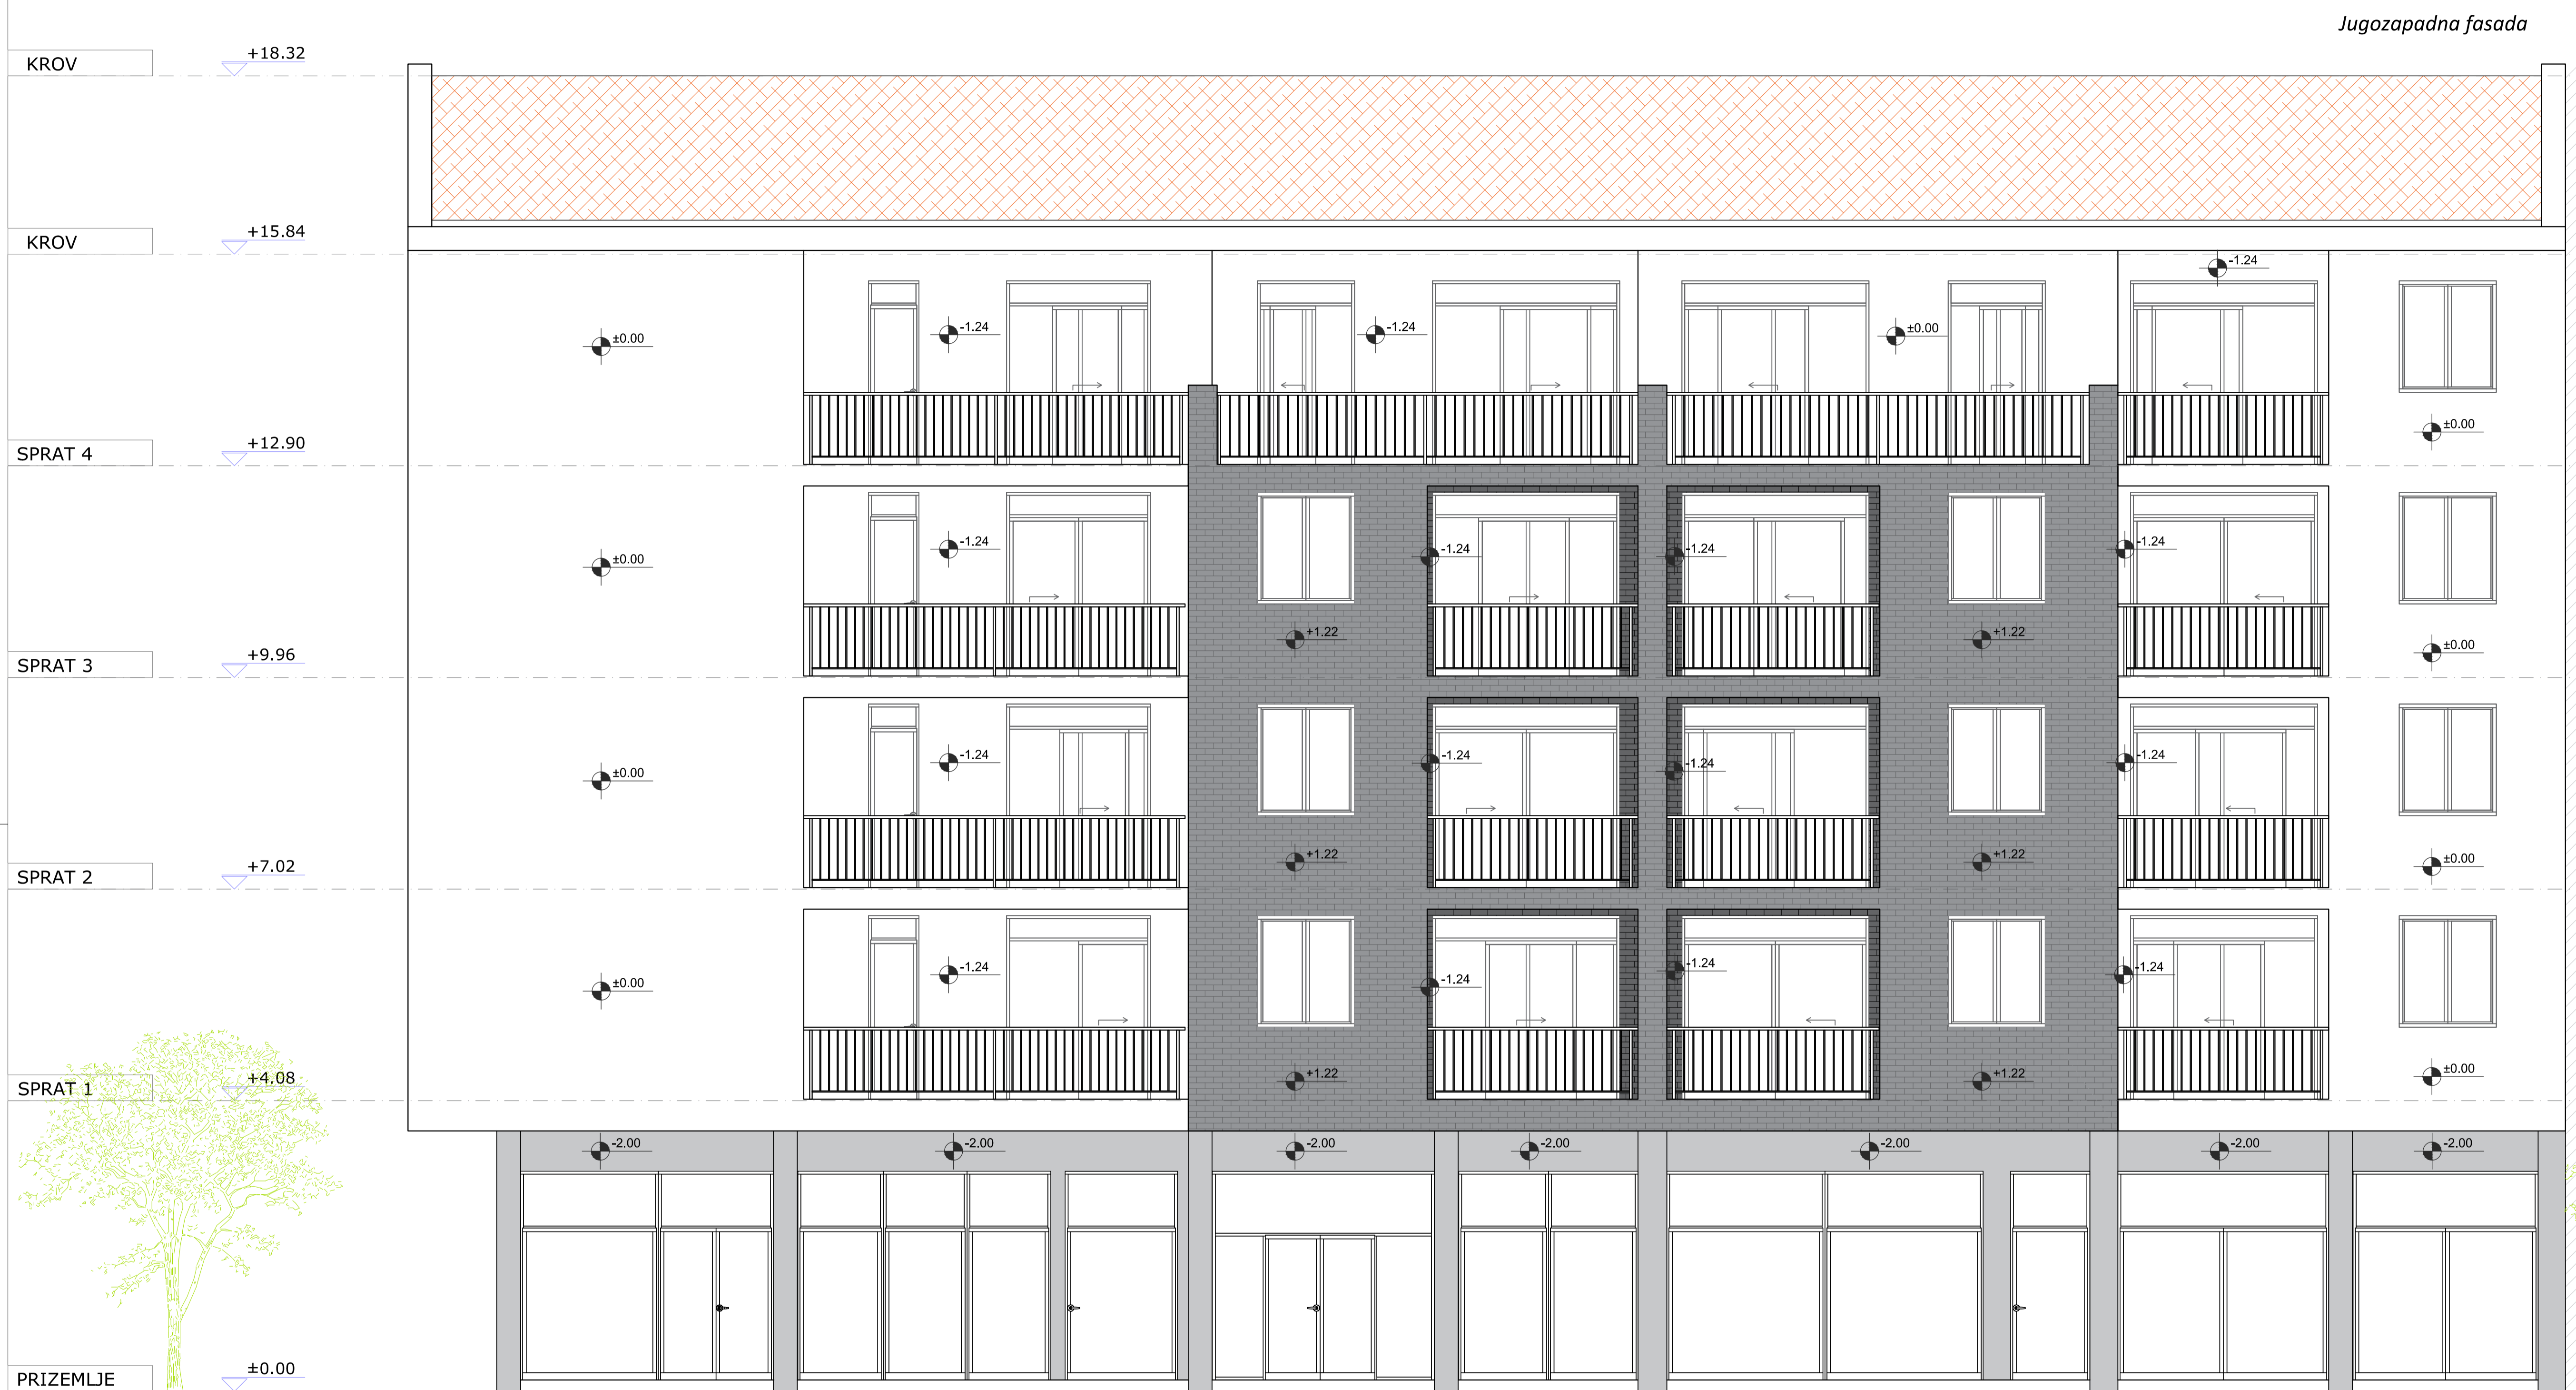 Jugozapadna fasada
KROV +18.32
KROV +15.84
-1.24
±0.00 -1.24 -1.24 ±0.00
±0.00
SPRAT 4 +12.90
-1.24 -1.24 -1.24 -1.24
±0.00
+1.22 +1.22
±0.00
SPRAT 3 +9.96
-1.24 -1.24 -1.24 -1.24
±0.00
+1.22 +1.22 ±0.00
SPRAT 2 +7.02
-1.24 -1.24 -1.24 -1.24
±0.00
+1.22 +1.22 ±0.00
SPRAT 1 +4.08
-2.00 -2.00 -2.00 -2.00 -2.00 -2.00 -2.00
PRIZEMLJE ±0.00